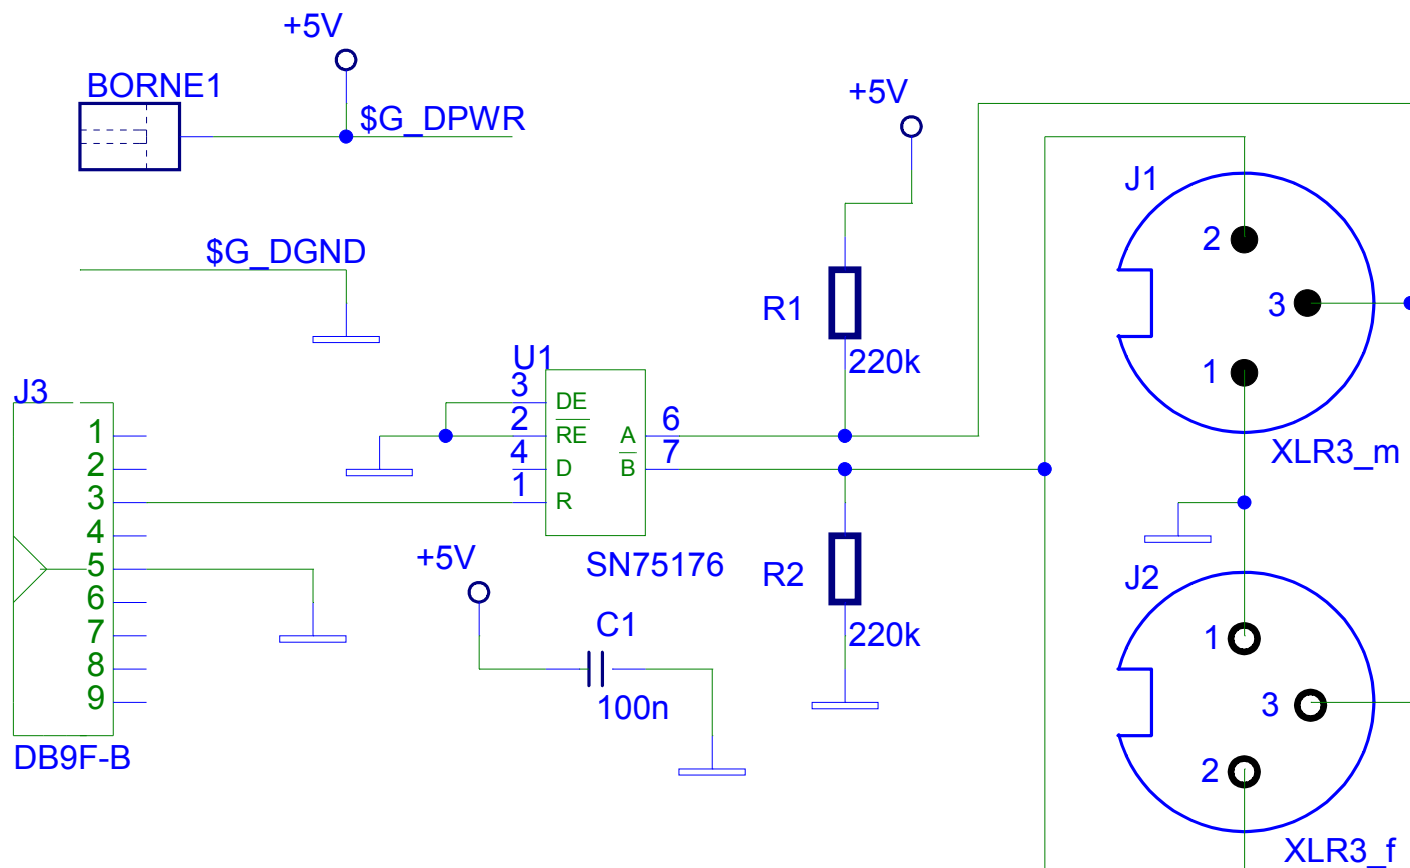 +5V
BORNE1
$G_DPWR
+5V
$G_DGND
J1
2
3
1
XLR3_m
R1
220k
U1
3 DE
2 RE
4 D
1 R
A 6
B 7
SN75176
J3
1
2
3
4
5
6
7
8
9
DB9F-B
+5V
C1
100n
R2
220k
J2
1
3
2
XLR3_f